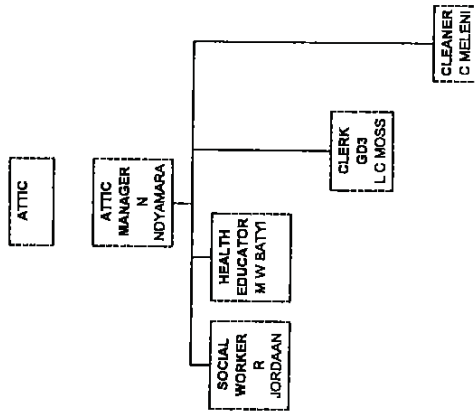 ATTIC
ATTIC
MANAGER
N
NDYAMARA
SOCIAL
WORKER
R
JORDAAN
HEALTH
EDUCATOR
M W BATYI
CLERK
GD3
L C MOSS
CLEANER
C MELENI